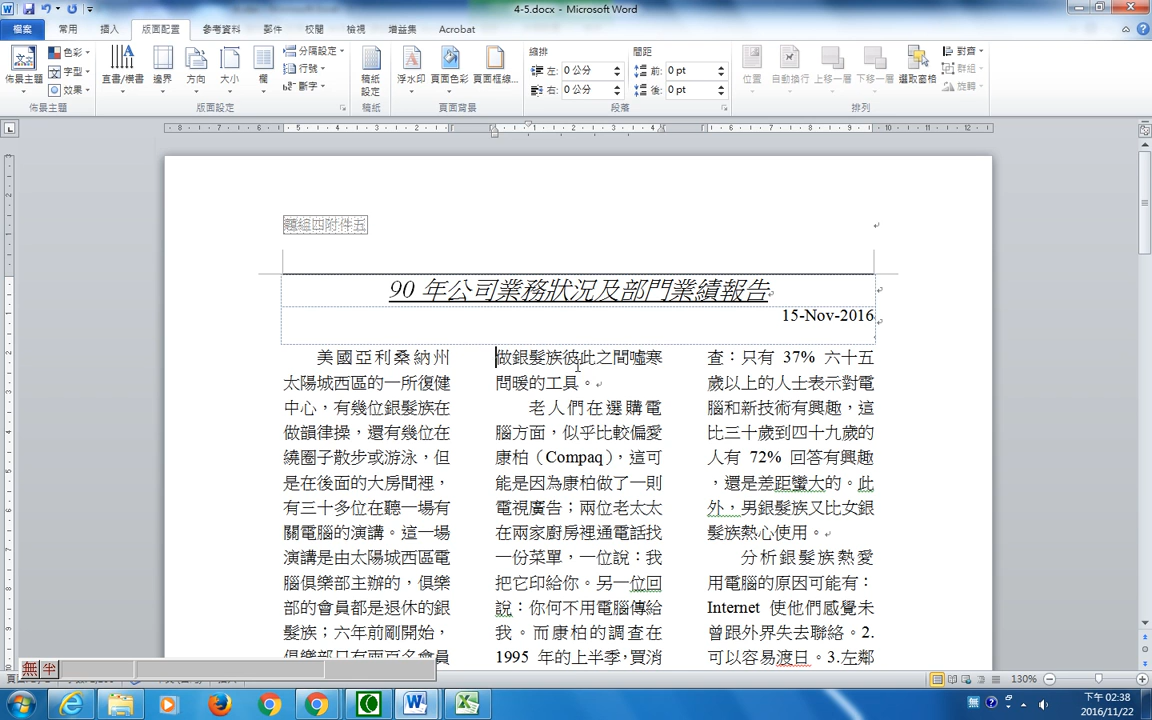 4-5.docx - Microsoft Word
檔案 常用 插入 版面配置 參考資料 郵件 校閱 檢視 增益集 Acrobat
佈景主題 色彩 字型 效果 佈景主題
直書/橫書 邊界 方向 大小 欄 分隔設定 行號 斷字 版面設定
稿紙設定 稿紙
浮水印 頁面色彩 頁面框線... 頁面背景
縮排 左: 0 公分 右: 0 公分 間距 前: 0 pt 後: 0 pt 段落
位置 自動換行 上移一層 下移一層 選取窗格 對齊 群組 旋轉 排列
題組四附件五
90 年公司業務狀況及部門業績報告
15-Nov-2016
美國亞利桑納州
太陽城西區的一所復健
中心，有幾位銀髮族在
做韻律操，還有幾位在
繞圈子散步或游泳，但
是在後面的大房間裡，
有三十多位在聽一場有
關電腦的演講。這一場
演講是由太陽城西區電
腦俱樂部主辦的，俱樂
部的會員都是退休的銀
髮族；六年前剛開始，
俱樂部只有兩百名會員
做銀髮族彼此之間噓寒
問暖的工具。
老人們在選購電
腦方面，似乎比較偏愛
康柏（Compaq），這可
能是因為康柏做了一則
電視廣告；兩位老太太
在兩家廚房裡通電話找
一份菜單，一位說：我
把它印給你。另一位回
說：你何不用電腦傳給
我。而康柏的調查在
1995 年的上半季，買消
查：只有 37% 六十五
歲以上的人士表示對電
腦和新技術有興趣，這
比三十歲到四十九歲的
人有 72% 回答有興趣
，還是差距蠻大的。此
外，男銀髮族又比女銀
髮族熱心使用。
分析銀髮族熱愛
用電腦的原因可能有：
Internet 使他們感覺未
曾跟外界失去聯絡。2.
可以容易渡日。3.左鄰
無 半
130%
無
下午 02:38
2016/11/22